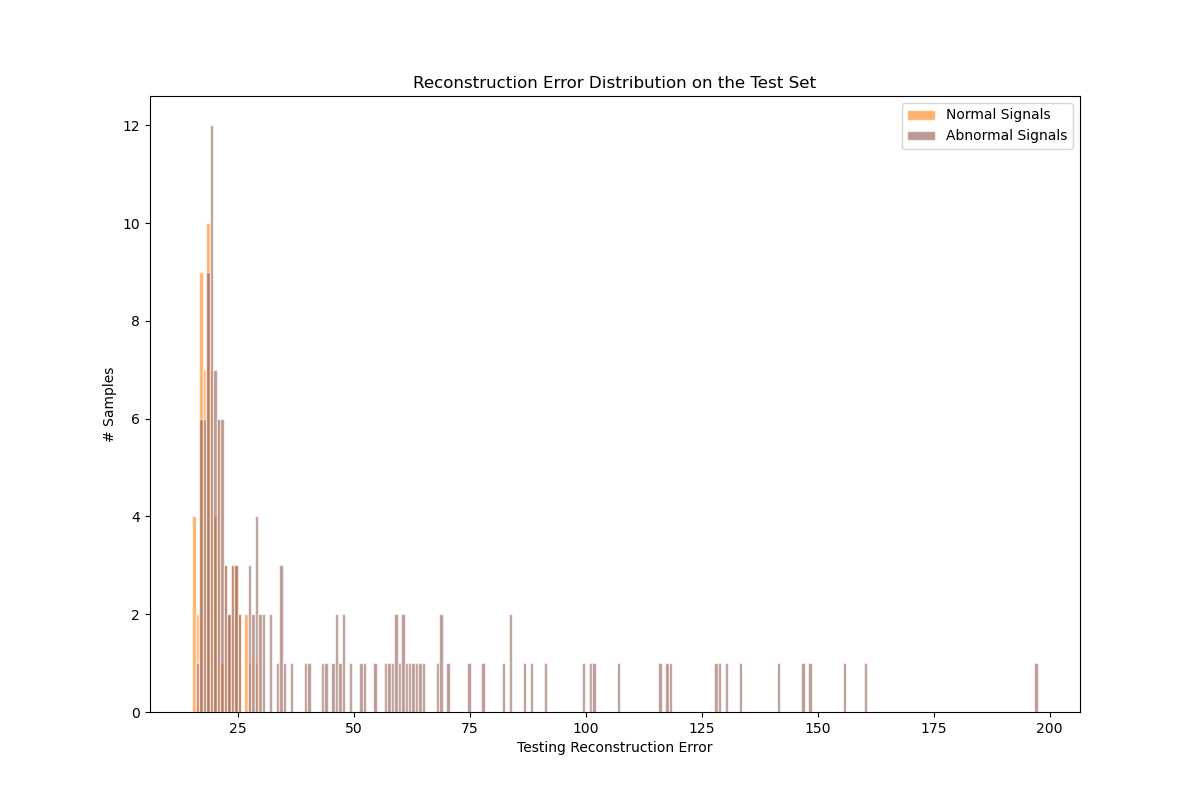 Reconstruction Error Distribution on the Test Set
Normal Signals
Abnormal Signals
12
10
8
6
4
2
0
# Samples
25 50 75 100 125 150 175 200
Testing Reconstruction Error